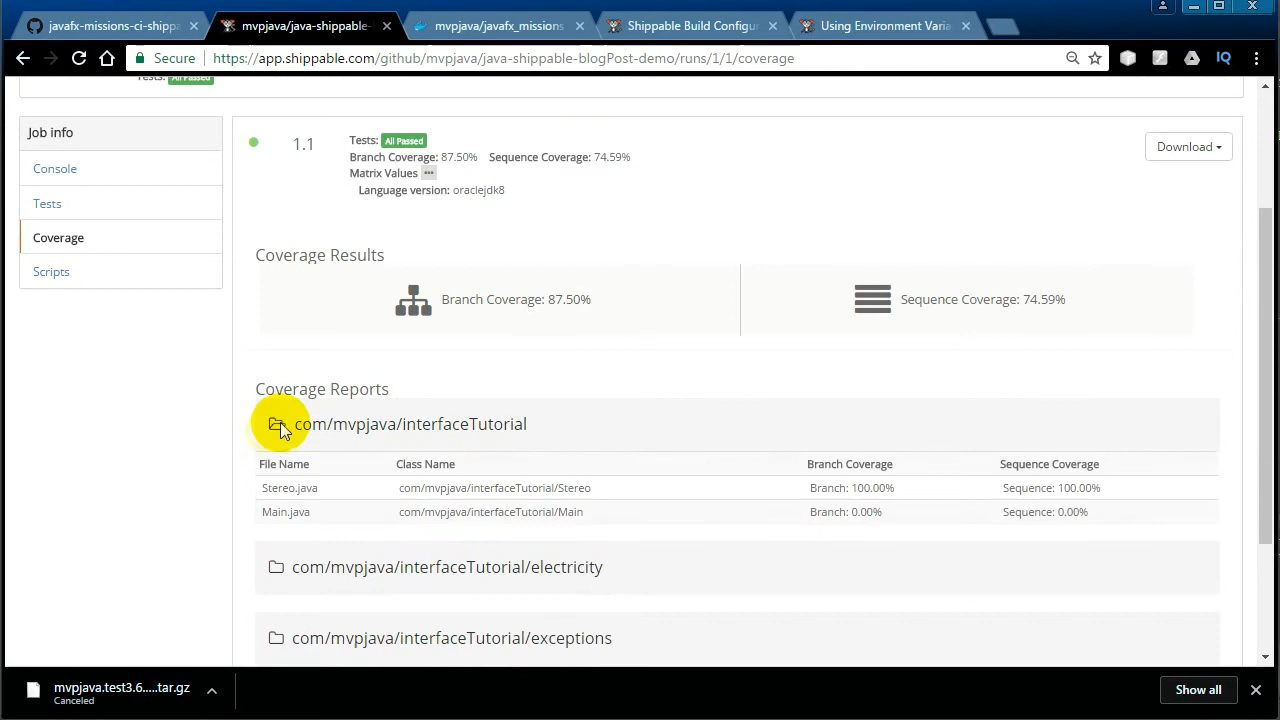 javafx-missions-ci-shippa
mvpjava/java-shippable-
mvpjava/javafx_missions
Shippable Build Configur
Using Environment Varia
Secure
https://app.shippable.com/github/mvpjava/java-shippable-blogPost-demo/runs/1/1/coverage
IQ
Tests: All Passed
Job info
Console
Tests
Coverage
Scripts
1.1
Tests: All Passed
Branch Coverage: 87.50% Sequence Coverage: 74.59%
Matrix Values
Language version: oraclejdk8
Download
Coverage Results
Branch Coverage: 87.50%
Sequence Coverage: 74.59%
Coverage Reports
com/mvpjava/interfaceTutorial
File Name Class Name Branch Coverage Sequence Coverage
Stereo.java com/mvpjava/interfaceTutorial/Stereo Branch: 100.00% Sequence: 100.00%
Main.java com/mvpjava/interfaceTutorial/Main Branch: 0.00% Sequence: 0.00%
com/mvpjava/interfaceTutorial/electricity
com/mvpjava/interfaceTutorial/exceptions
mvpjava.test3.6.....tar.gz
Canceled
Show all